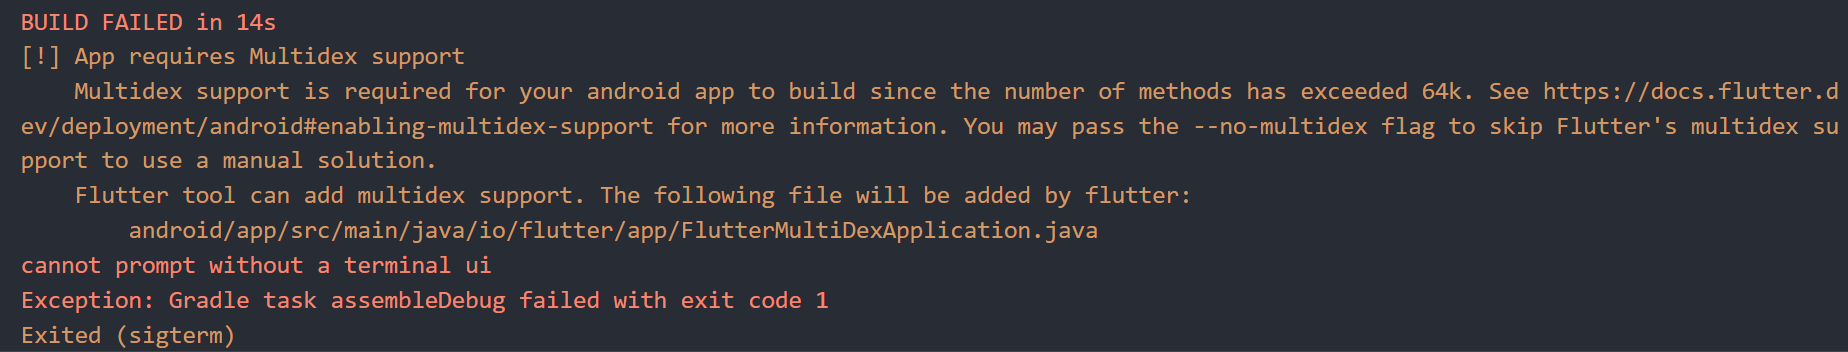 BUILD FAILED in 14s
[!] App requires Multidex support
Multidex support is required for your android app to build since the number of methods has exceeded 64k. See https://docs.flutter.d
ev/deployment/android#enabling-multidex-support for more information. You may pass the --no-multidex flag to skip Flutter's multidex su
pport to use a manual solution.
Flutter tool can add multidex support. The following file will be added by flutter:
android/app/src/main/java/io/flutter/app/FlutterMultiDexApplication.java
cannot prompt without a terminal ui
Exception: Gradle task assembleDebug failed with exit code 1
Exited (sigterm)